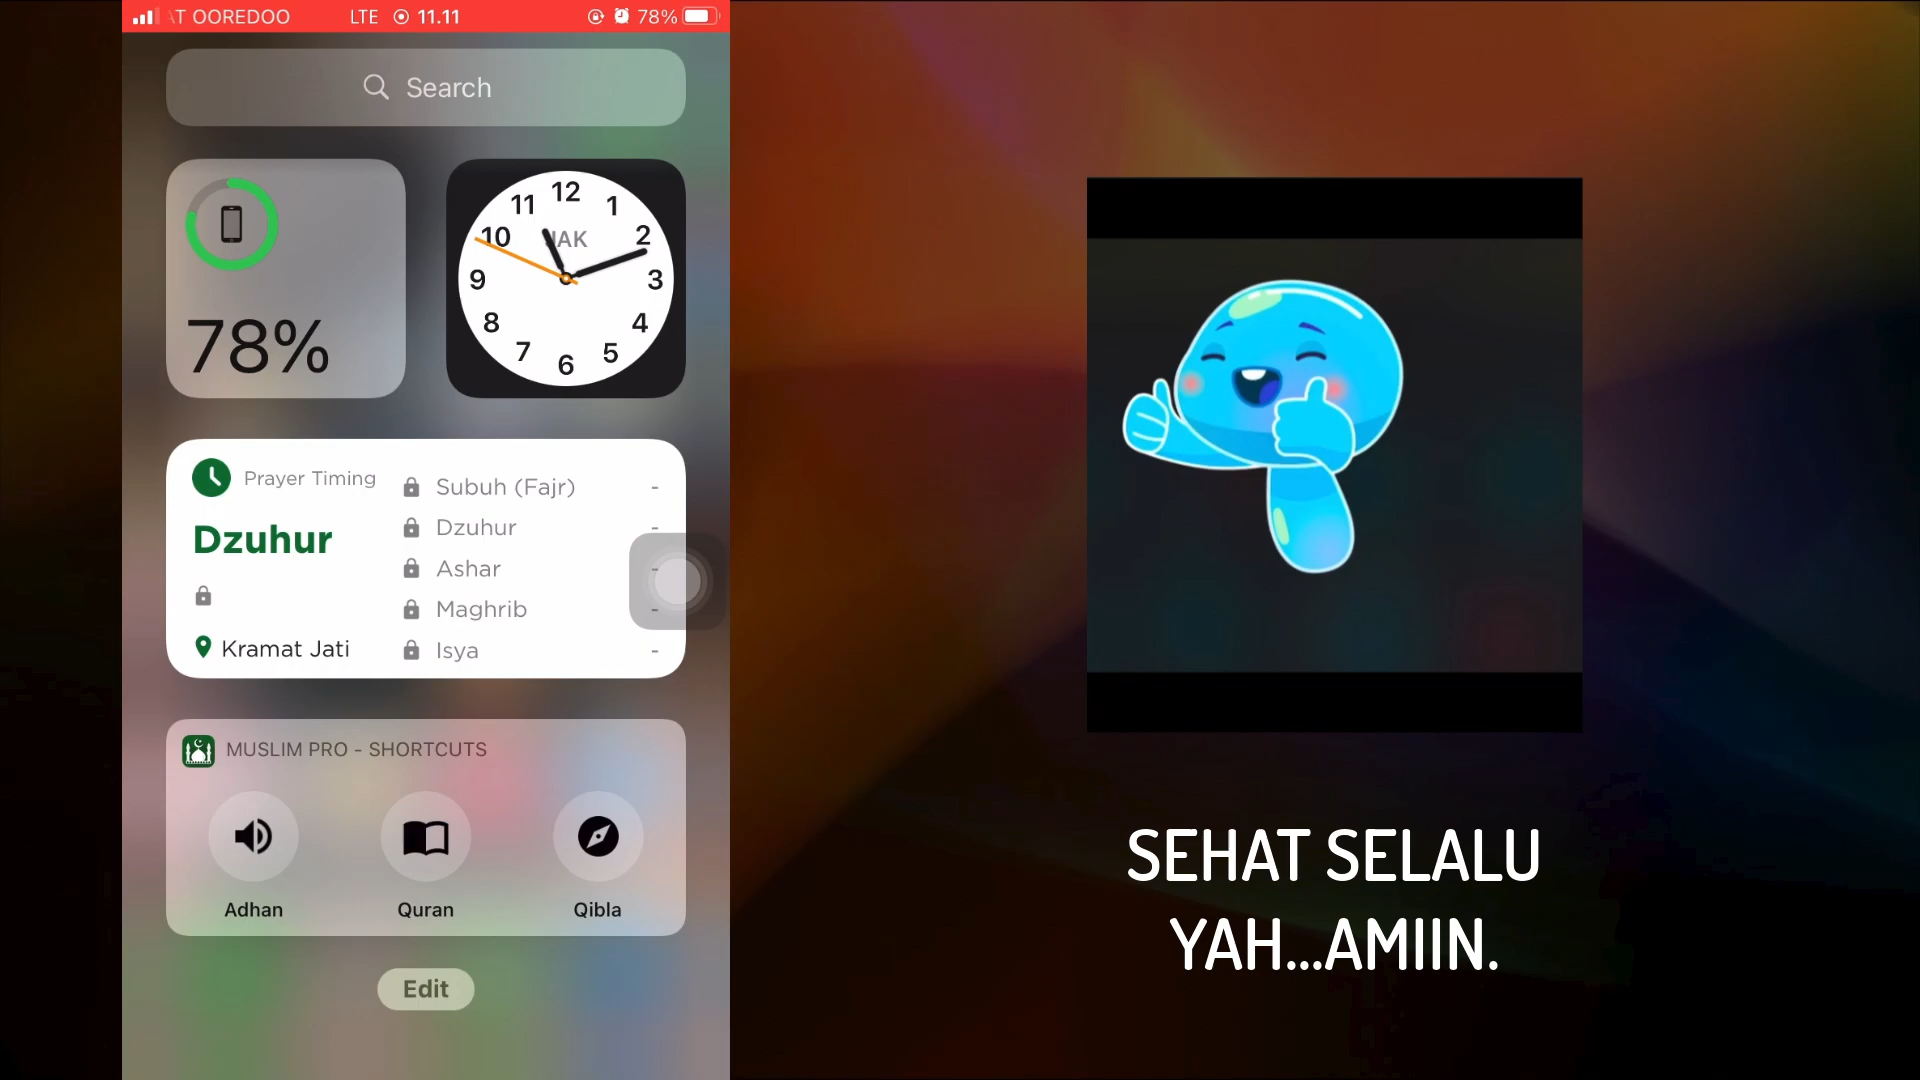 AT OOREDOO LTE 11.11 78%
Search
78%
12
11 1
10 2
JAK
9 3
8 4
7 5
6
Prayer Timing
Dzuhur
Kramat Jati
Subuh (Fajr) -
Dzuhur -
Ashar -
Maghrib -
Isya -
MUSLIM PRO - SHORTCUTS
Adhan Quran Qibla
Edit
SEHAT SELALU
YAH...AMIIN.